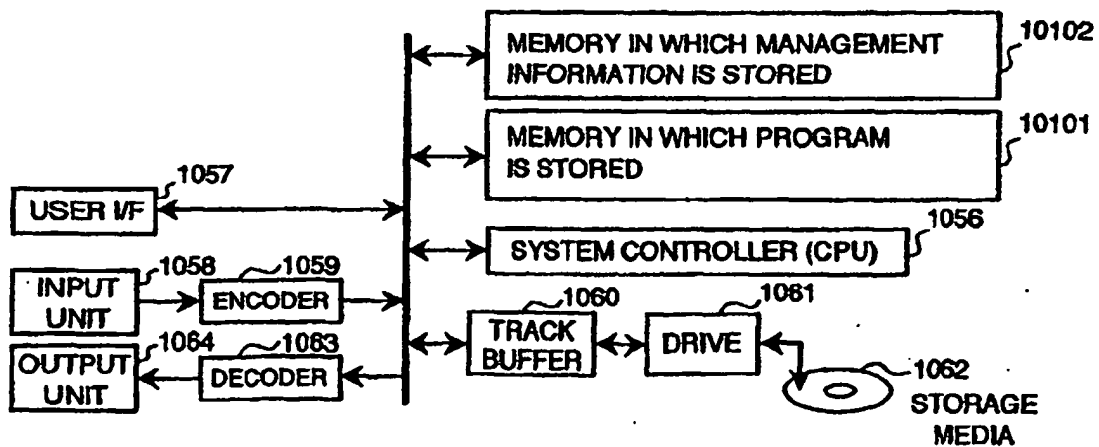 MEMORY IN WHICH MANAGEMENT
INFORMATION IS STORED
10102
MEMORY IN WHICH PROGRAM
IS STORED
10101
1057
USER I/F
1056
SYSTEM CONTROLLER (CPU)
1058
INPUT
UNIT
1059
ENCODER
1060
TRACK
BUFFER
1061
DRIVE
1064
OUTPUT
UNIT
1063
DECODER
1062
STORAGE
MEDIA